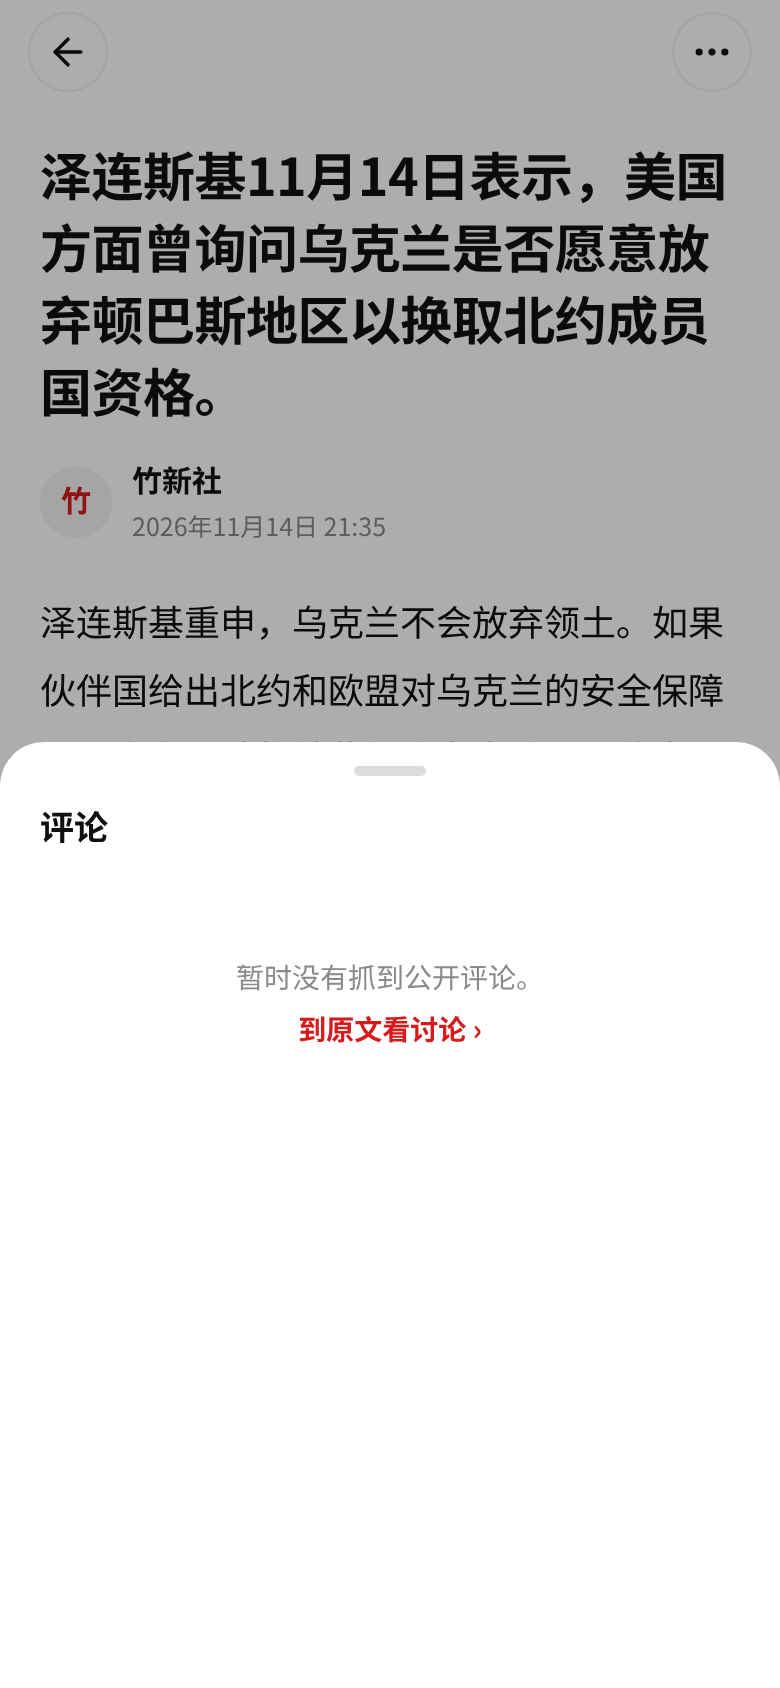 泽连斯基11月14日表示，美国
方面曾询问乌克兰是否愿意放
弃顿巴斯地区以换取北约成员
国资格。
竹
竹新社
2026年11月14日 21:35
泽连斯基重申，乌克兰不会放弃领土。如果
伙伴国给出北约和欧盟对乌克兰的安全保障
评论
暂时没有抓到公开评论。
到原文看讨论 ›